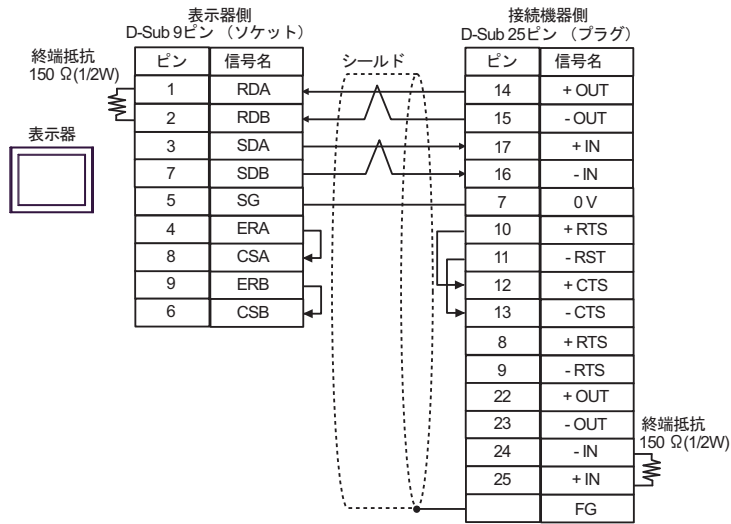 表示器側
D-Sub 9ピン （ソケット）
接続機器側
D-Sub 25ピン （プラグ）
終端抵抗
150 Ω(1/2W)
表示器
シールド
ピン 信号名
1 RDA
2 RDB
3 SDA
7 SDB
5 SG
4 ERA
8 CSA
9 ERB
6 CSB
ピン 信号名
14 + OUT
15 - OUT
17 + IN
16 - IN
7 0 V
10 + RTS
11 - RST
12 + CTS
13 - CTS
8 + RTS
9 - RTS
22 + OUT
23 - OUT
24 - IN
25 + IN
FG
終端抵抗
150 Ω(1/2W)